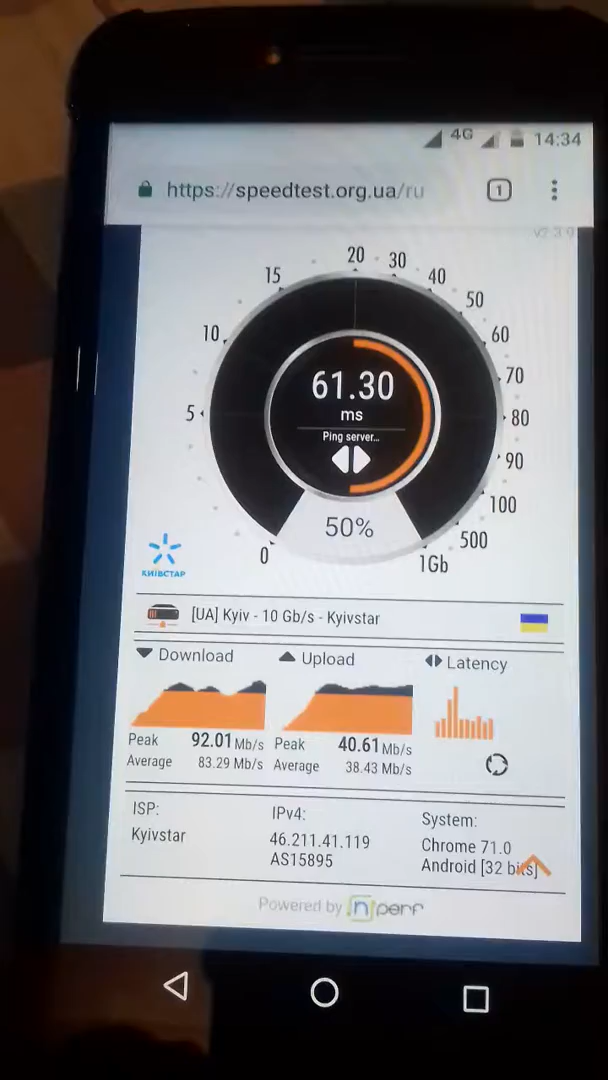 4G 14:34
https://speedtest.org.ua/ru 1
v2.3.9
20 30
15 40
50
10 60
70
5 80
90
100
500
0 1Gb
61.30
ms
Ping server...
50%
КИЇВСТАР
[UA] Kyiv - 10 Gb/s - Kyivstar
Download Upload Latency
Peak 92.01 Mb/s Peak 40.61 Mb/s
Average 83.29 Mb/s Average 38.43 Mb/s
ISP: IPv4: System:
Kyivstar 46.211.41.119 Chrome 71.0
AS15895 Android [32 bits]
Powered by nperf